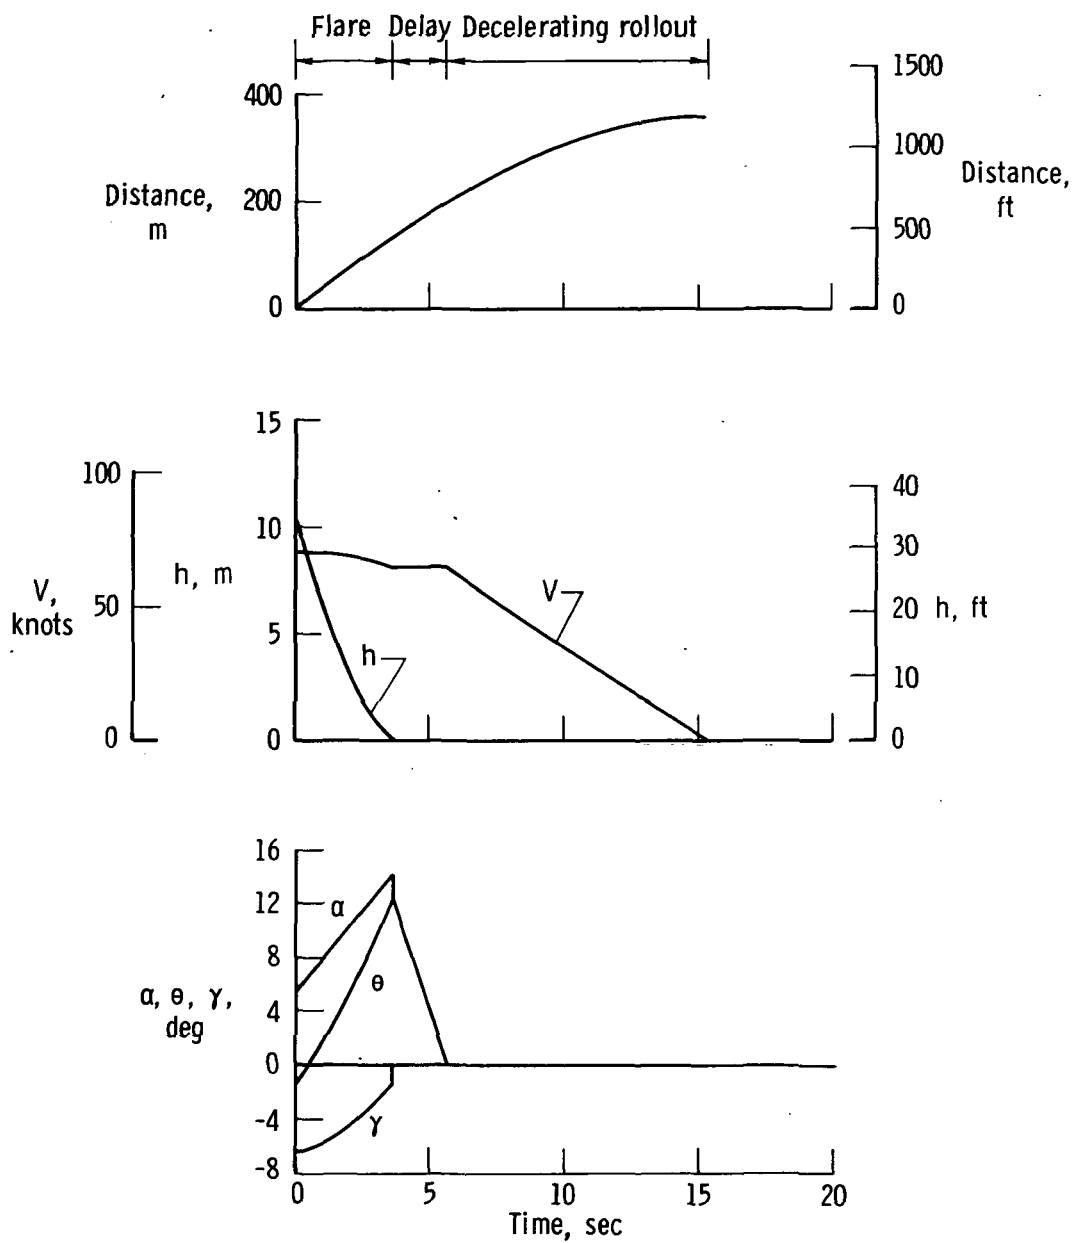 Flare Delay Decelerating rollout
400
200
0
Distance,
m
1500
1000
500
0
Distance,
ft
15
10
5
0
h, m
100
50
0
V,
knots
40
30
20
10
0
h, ft
V
h
16
12
8
4
0
-4
-8
α, θ, γ,
deg
α
θ
γ
0 5 10 15 20
Time, sec